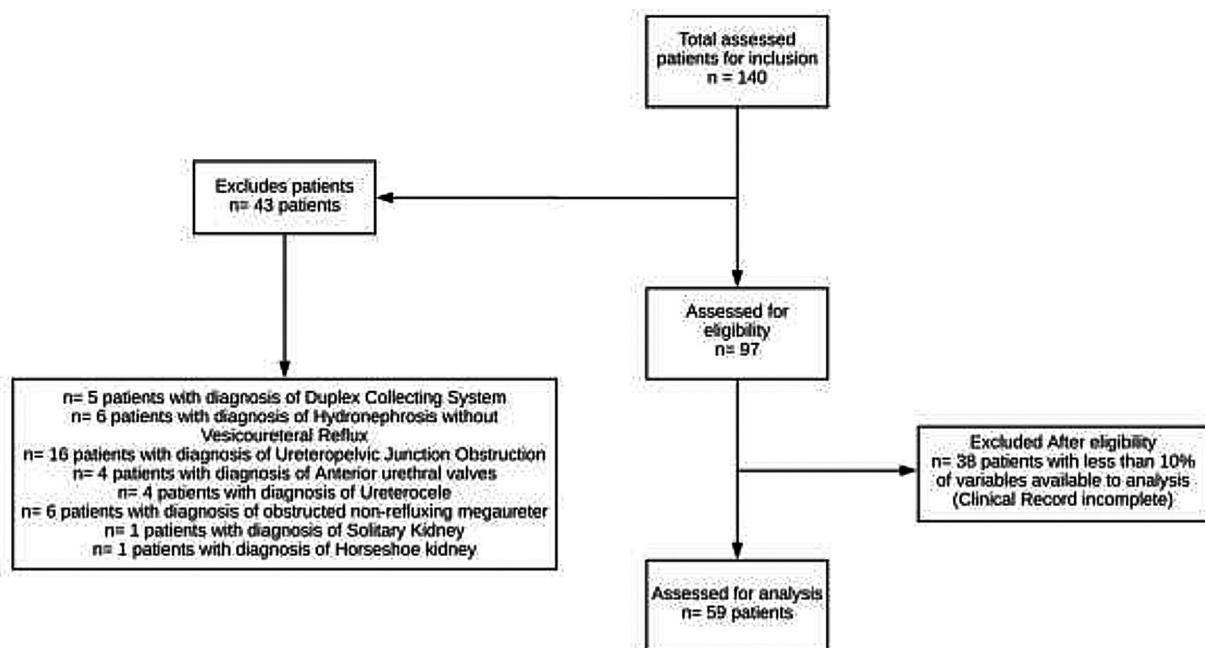 Total assessed
patients for inclusion
n = 140
Excludes patients
n= 43 patients
Assessed for
eligibility
n= 97
n= 5 patients with diagnosis of Duplex Collecting System
n= 6 patients with diagnosis of Hydronephrosis without
Vesicoureteral Reflux
n= 16 patients with diagnosis of Ureteropelvic Junction Obstruction
n= 4 patients with diagnosis of Anterior urethral valves
n= 4 patients with diagnosis of Ureterocele
n= 6 patients with diagnosis of obstructed non-refluxing megaureter
n= 1 patients with diagnosis of Solitary Kidney
n= 1 patients with diagnosis of Horseshoe kidney
Excluded After eligibility
n= 38 patients with less than 10%
of variables available to analysis
(Clinical Record incomplete)
Assessed for analysis
n= 59 patients